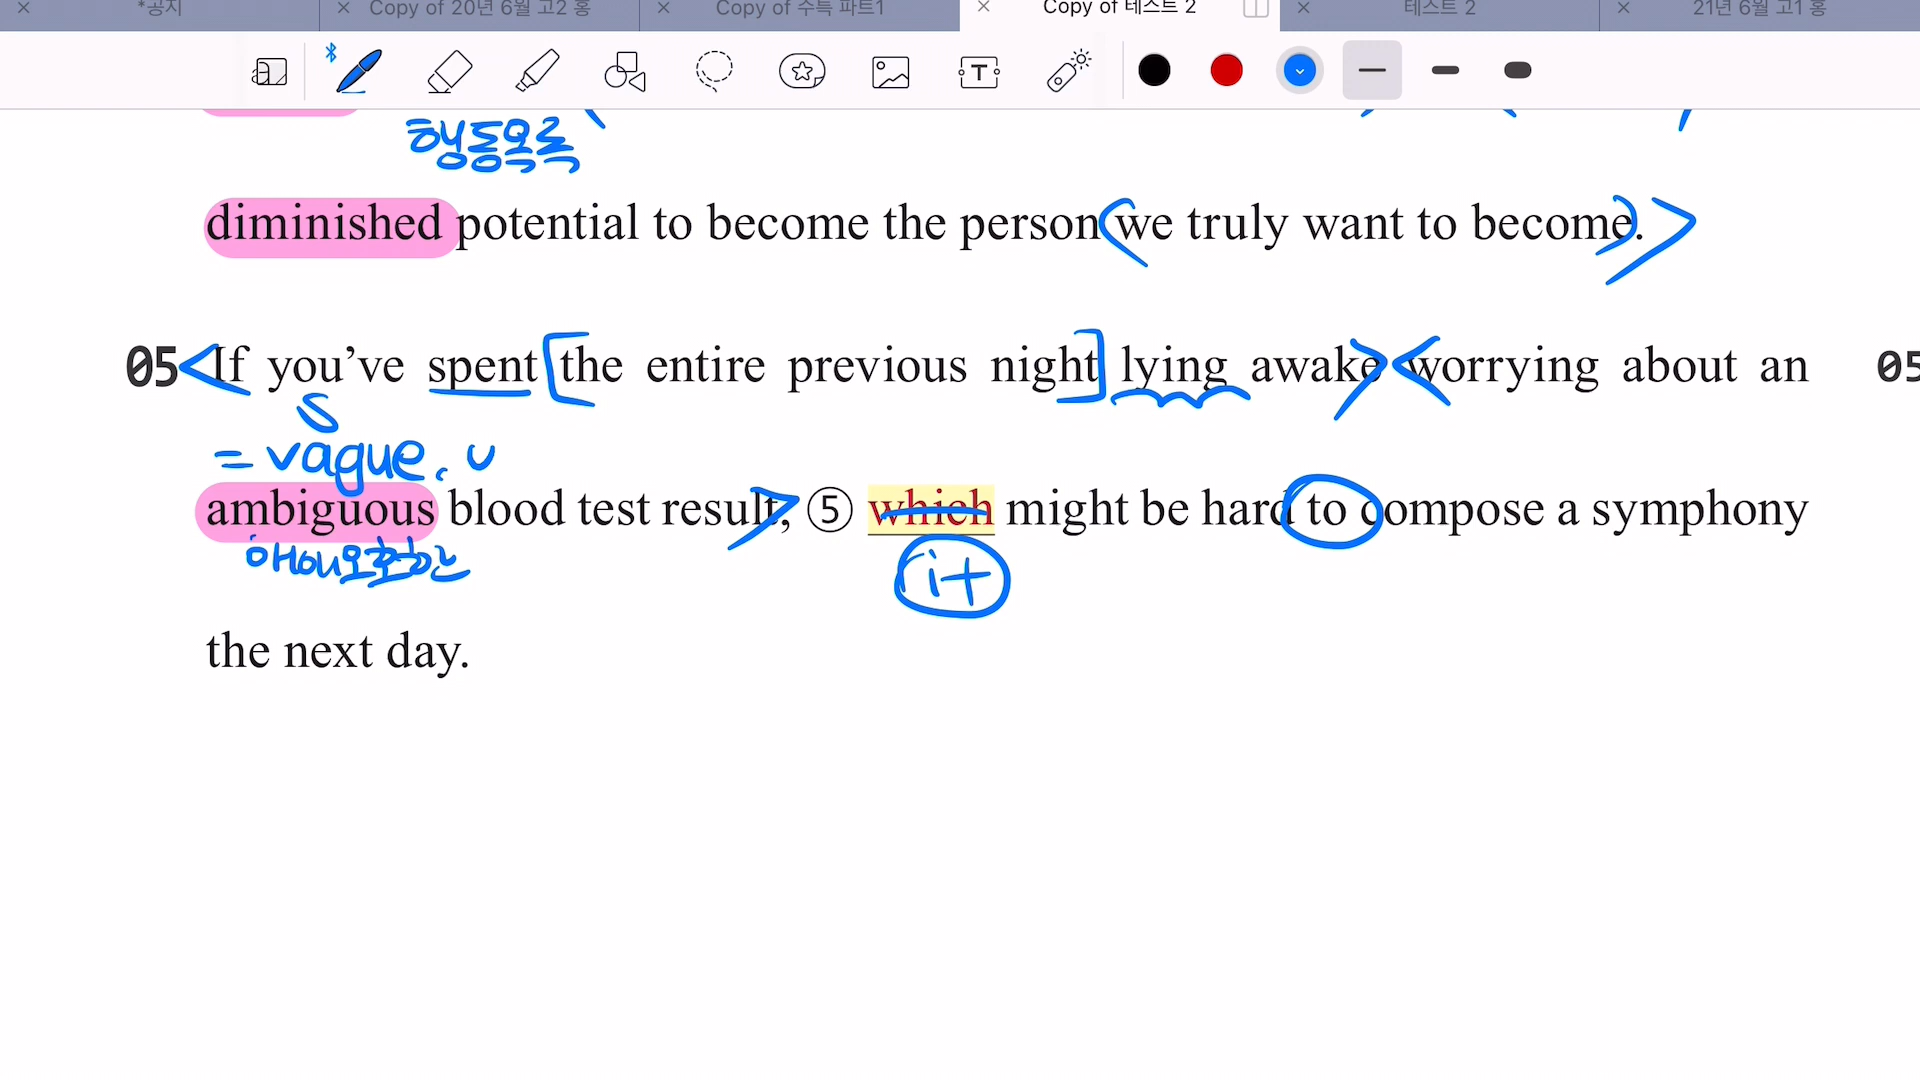 *공지 Copy of 20년 6월 고2 홍 Copy of 수특 파트1 Copy of 테스트 2 테스트 2 21년 6월 고1 홍
행동목록
diminished potential to become the person we truly want to become.
05 If you've spent the entire previous night lying awake worrying about an 05
S
= vague, u
ambiguous blood test result, ⑤ which might be hard to compose a symphony
애매모호한
it
the next day.